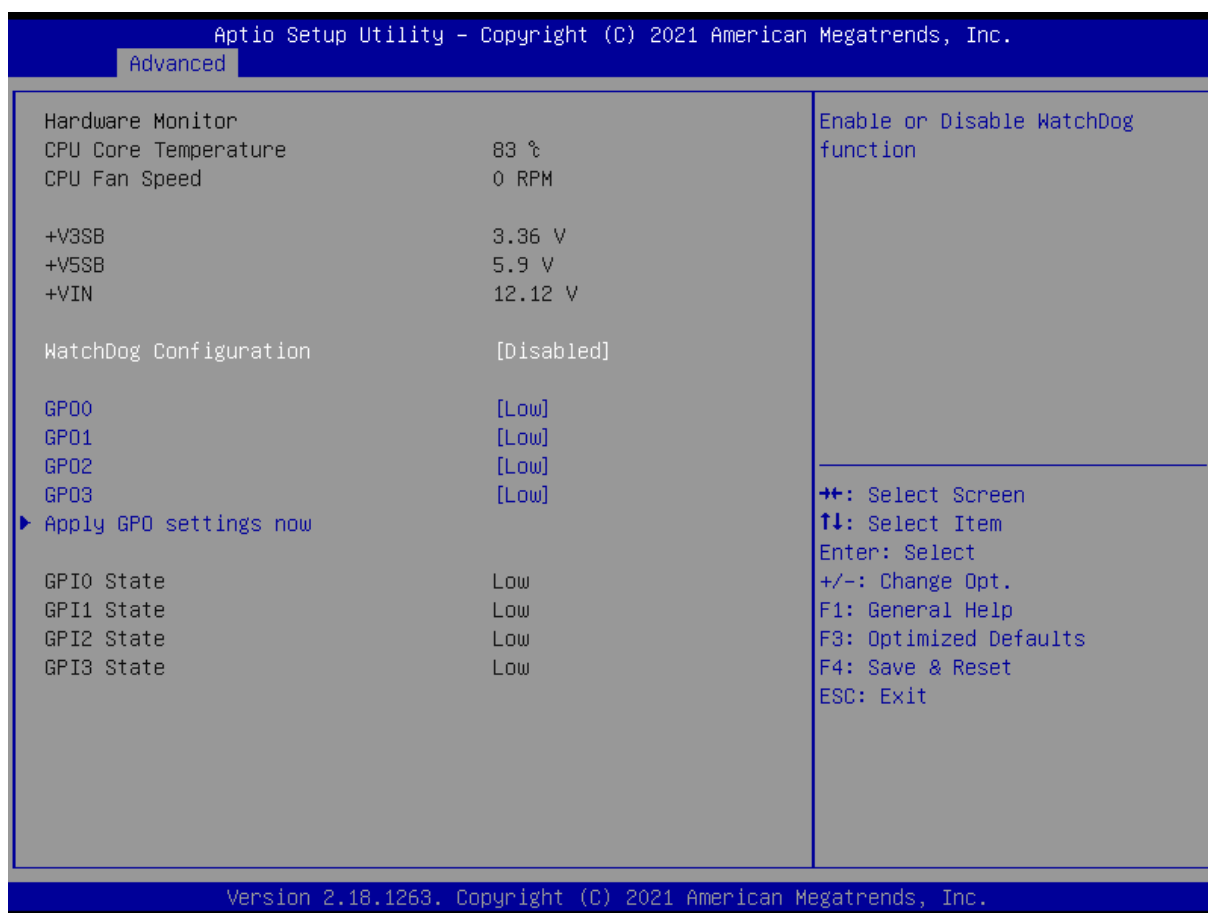 Aptio Setup Utility – Copyright (C) 2021 American Megatrends, Inc.
Advanced
Hardware Monitor
CPU Core Temperature 83 ℃
CPU Fan Speed 0 RPM
+V3SB 3.36 V
+V5SB 5.9 V
+VIN 12.12 V
WatchDog Configuration [Disabled]
GPO0 [Low]
GPO1 [Low]
GPO2 [Low]
GPO3 [Low]
Apply GPO settings now
GPI0 State Low
GPI1 State Low
GPI2 State Low
GPI3 State Low
Enable or Disable WatchDog
function
→←: Select Screen
↑↓: Select Item
Enter: Select
+/-: Change Opt.
F1: General Help
F3: Optimized Defaults
F4: Save & Reset
ESC: Exit
Version 2.18.1263. Copyright (C) 2021 American Megatrends, Inc.